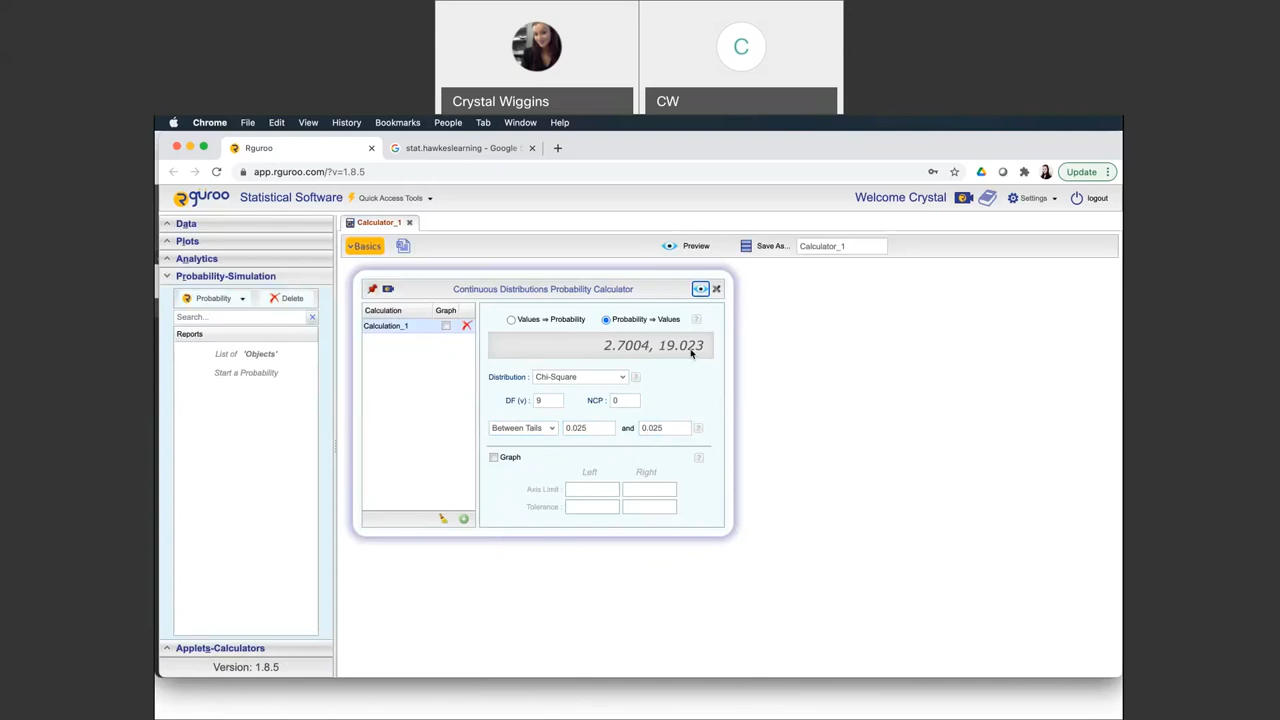 C
Crystal Wiggins
CW
Chrome File Edit View History Bookmarks People Tab Window Help
Rguroo
stat.hawkeslearning - Google
app.rguroo.com/?v=1.8.5
Update
rguroo Statistical Software
Quick Access Tools
Welcome Crystal
Settings
logout
Data
Plots
Analytics
Probability-Simulation
Probability
Delete
Search...
Reports
List of 'Objects'
Start a Probability
Applets-Calculators
Version: 1.8.5
Calculator_1
Basics
Preview
Save As...
Calculator_1
Continuous Distributions Probability Calculator
Calculation Graph
Calculation_1
Values ⇒ Probability Probability ⇒ Values ?
2.7004, 19.023
Distribution : Chi-Square ?
DF (v) : 9 NCP : 0
Between Tails 0.025 and 0.025 ?
Graph ?
Left Right
Axis Limit :
Tolerance :